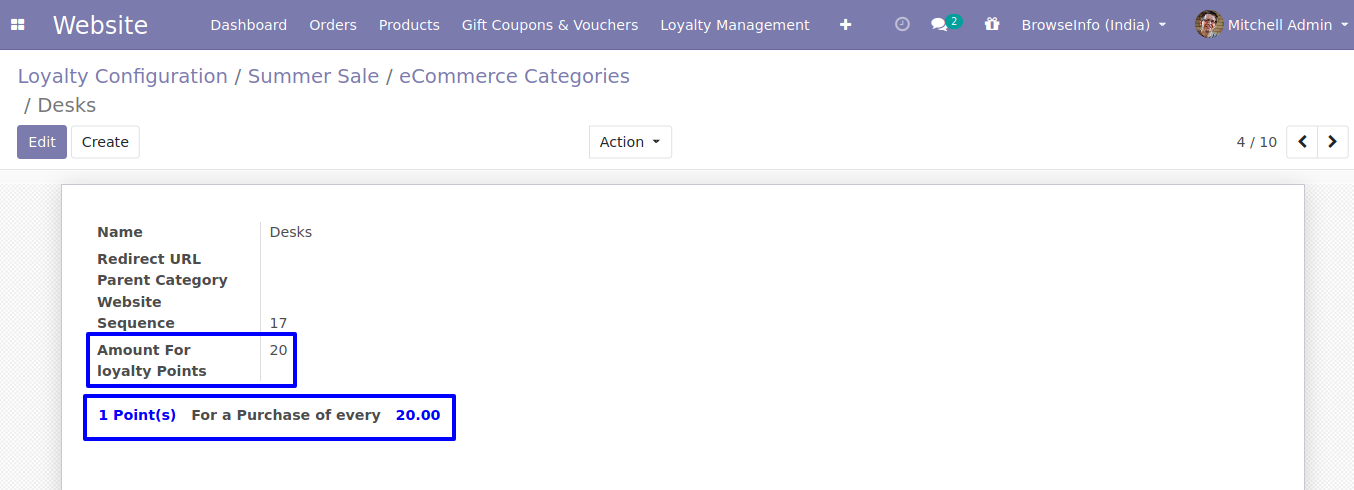 Website Dashboard Orders Products Gift Coupons & Vouchers Loyalty Management 2 BrowseInfo (India) Mitchell Admin
Loyalty Configuration / Summer Sale / eCommerce Categories
/ Desks
Edit Create Action 4 / 10
Name Desks
Redirect URL
Parent Category
Website
Sequence 17
Amount For 20
loyalty Points
1 Point(s) For a Purchase of every 20.00